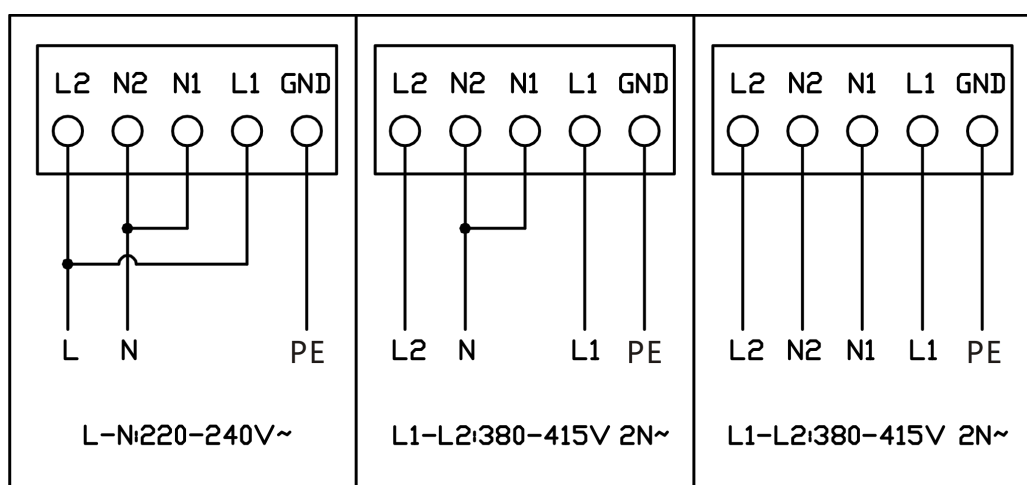 L2 N2 N1 L1 GND
L N PE
L-N:220-240V~
L2 N2 N1 L1 GND
L2 N L1 PE
L1-L2:380-415V 2N~
L2 N2 N1 L1 GND
L2 N2 N1 L1 PE
L1-L2:380-415V 2N~